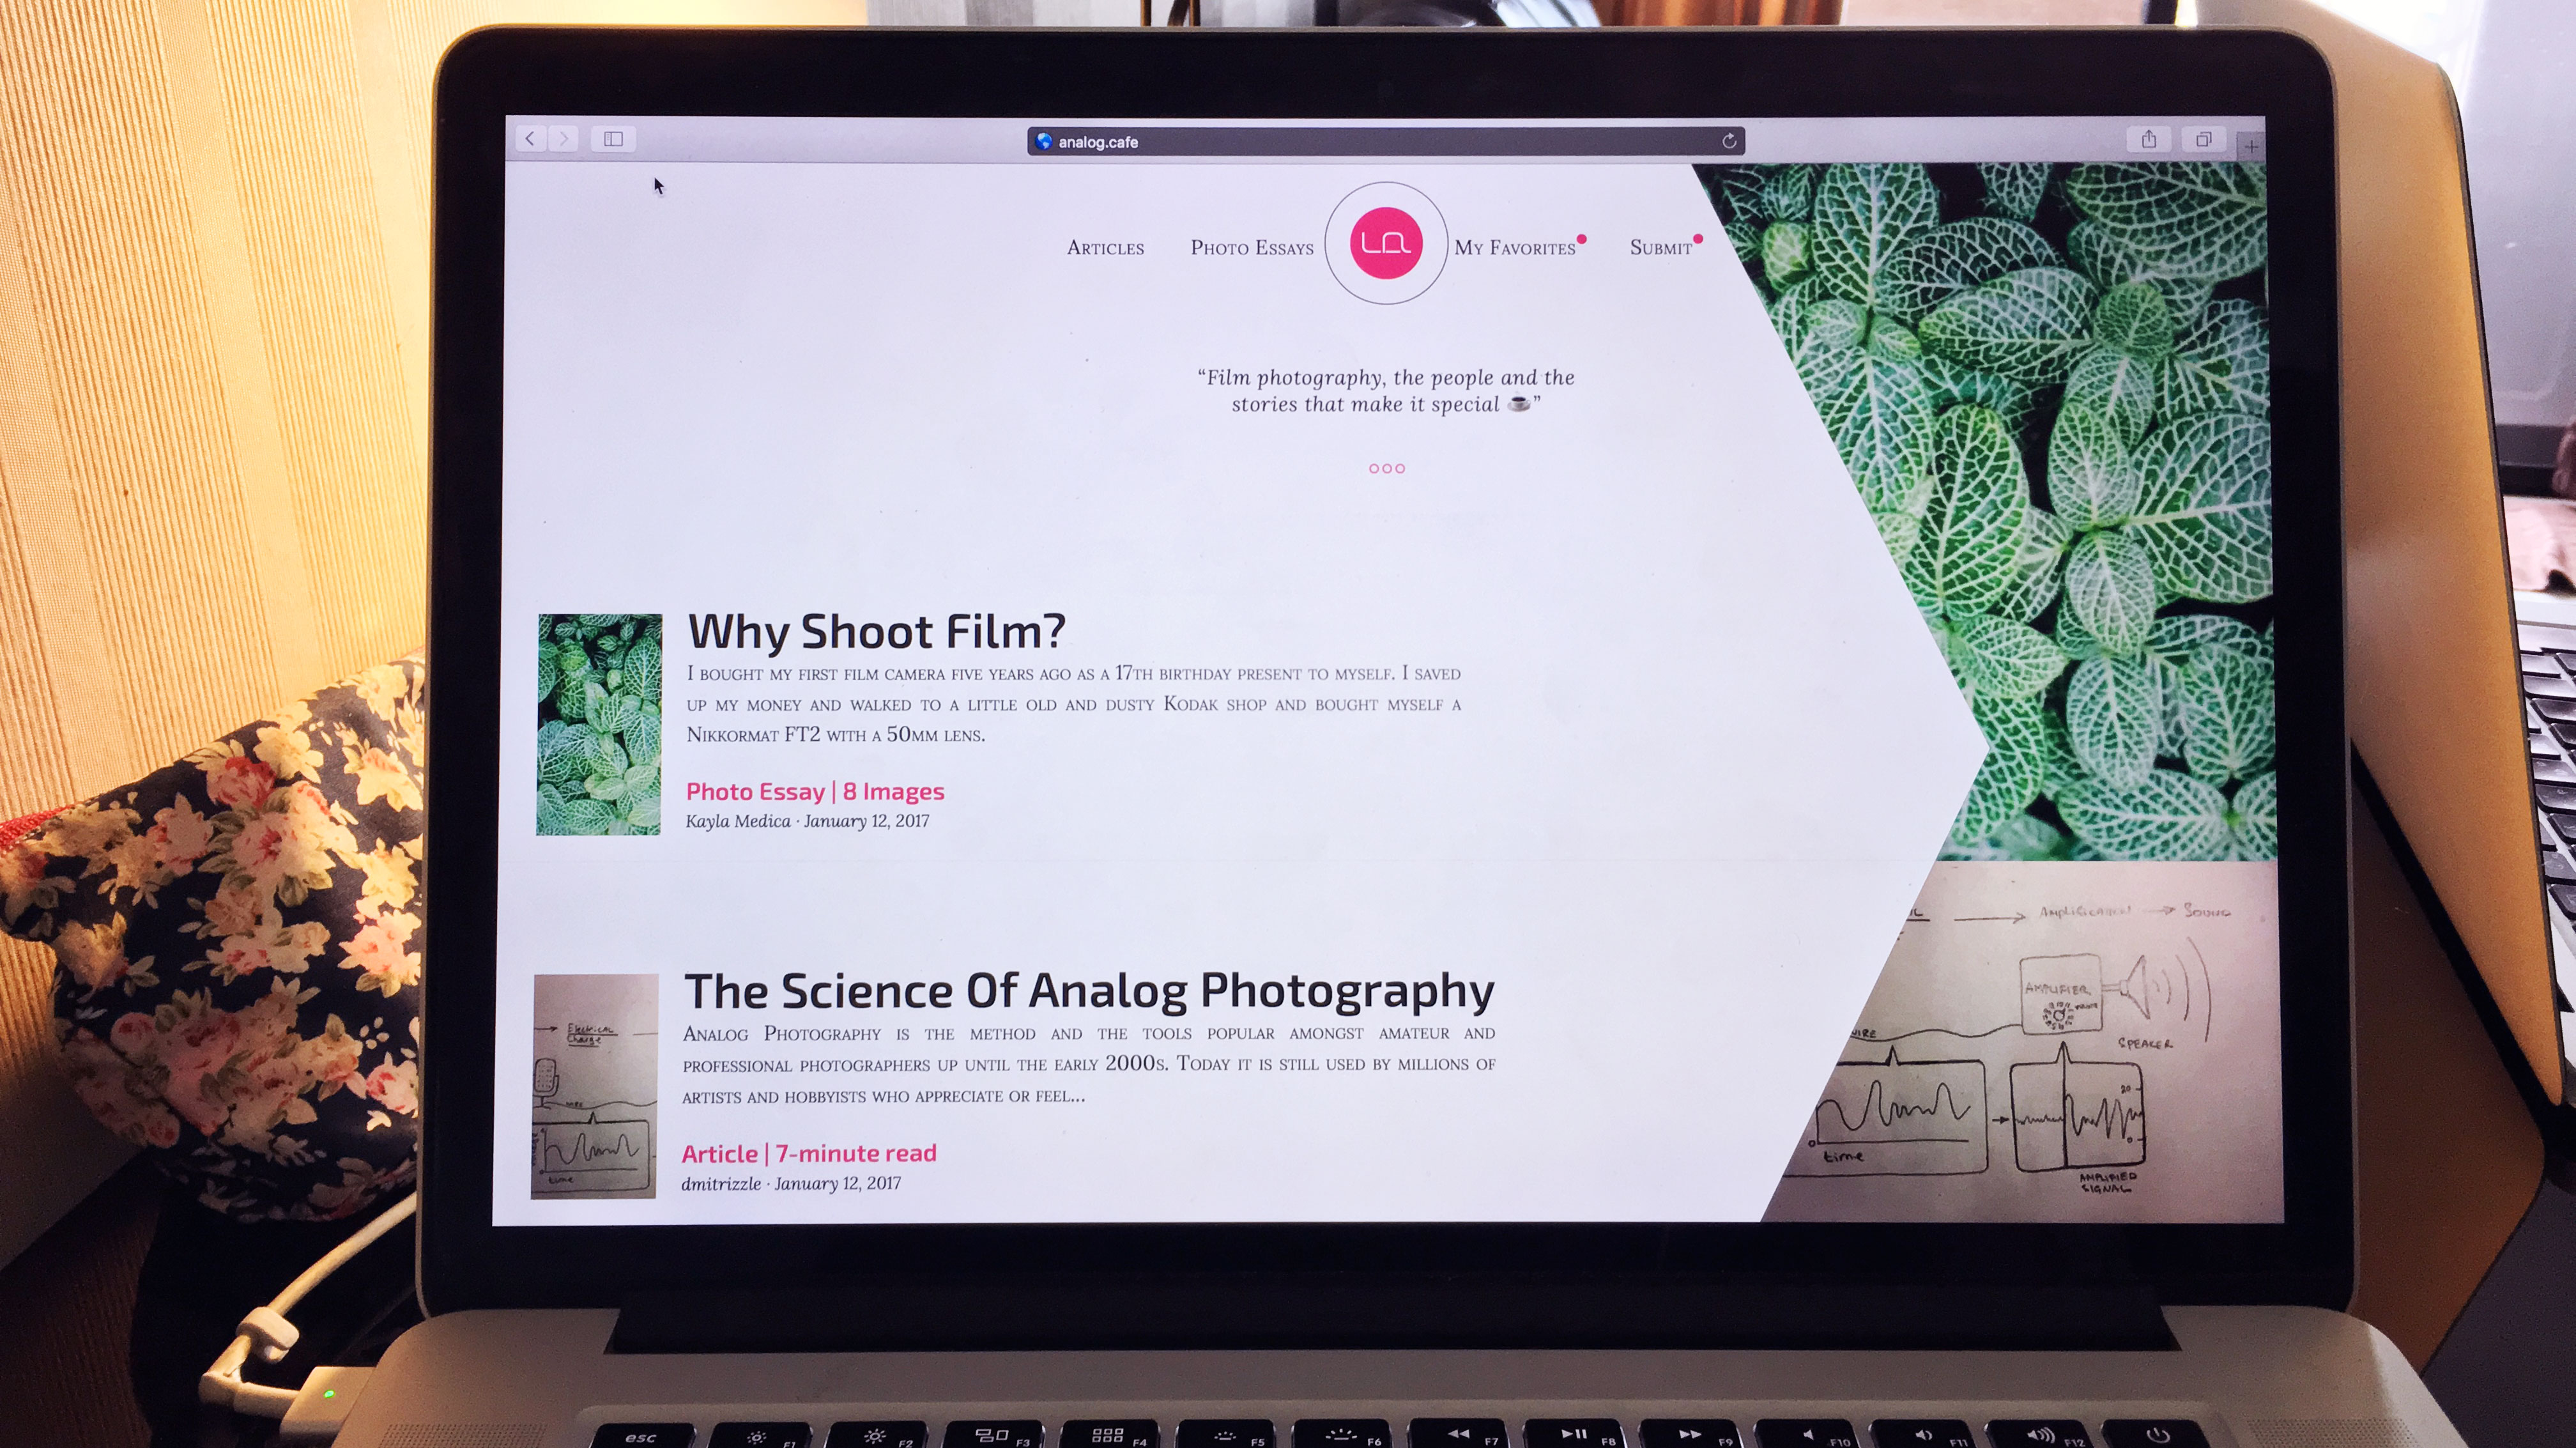 analog.cafe
Articles Photo Essays My Favorites Submit
“Film photography, the people and the
stories that make it special ☕”
Why Shoot Film?
I bought my first film camera five years ago as a 17th birthday present to myself. I saved
up my money and walked to a little old and dusty Kodak shop and bought myself a
Nikkormat FT2 with a 50mm lens.
Photo Essay | 8 Images
Kayla Medica · January 12, 2017
The Science Of Analog Photography
Analog Photography is the method and the tools popular amongst amateur and
professional photographers up until the early 2000s. Today it is still used by millions of
artists and hobbyists who appreciate or feel...
Article | 7-minute read
dmitrizzle · January 12, 2017
Electrical
Charge
wire
time
AMPLIFICATION → SOUND
AMPLIFIER
SPEAKER
WIRE
20
0
time
AMPLIFIED
SIGNAL
esc F1 F2 F3 F4 F5 F6 F7 F8 F9 F10 F11 F12